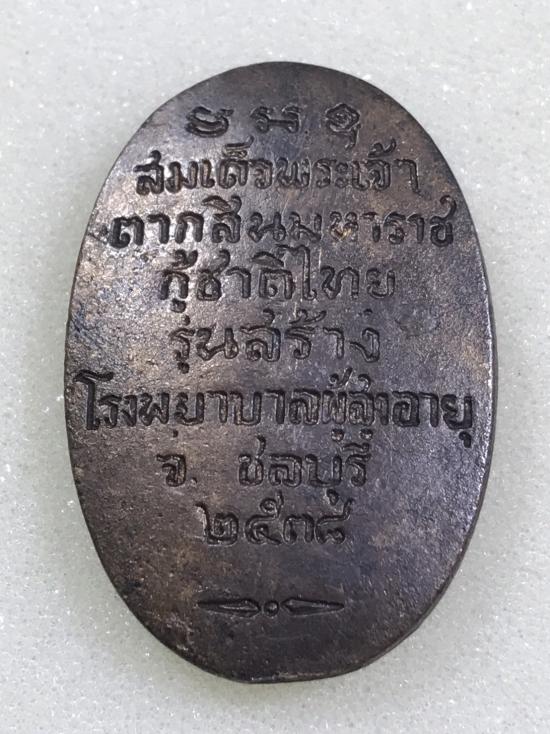 สมเด็จพระเจ้า
ตากสินมหาราช
กู้ชาติไทย
รุ่นสร้าง
โรงพยาบาลผู้สูงอายุ
จ. ชลบุรี
๒๕๓๘